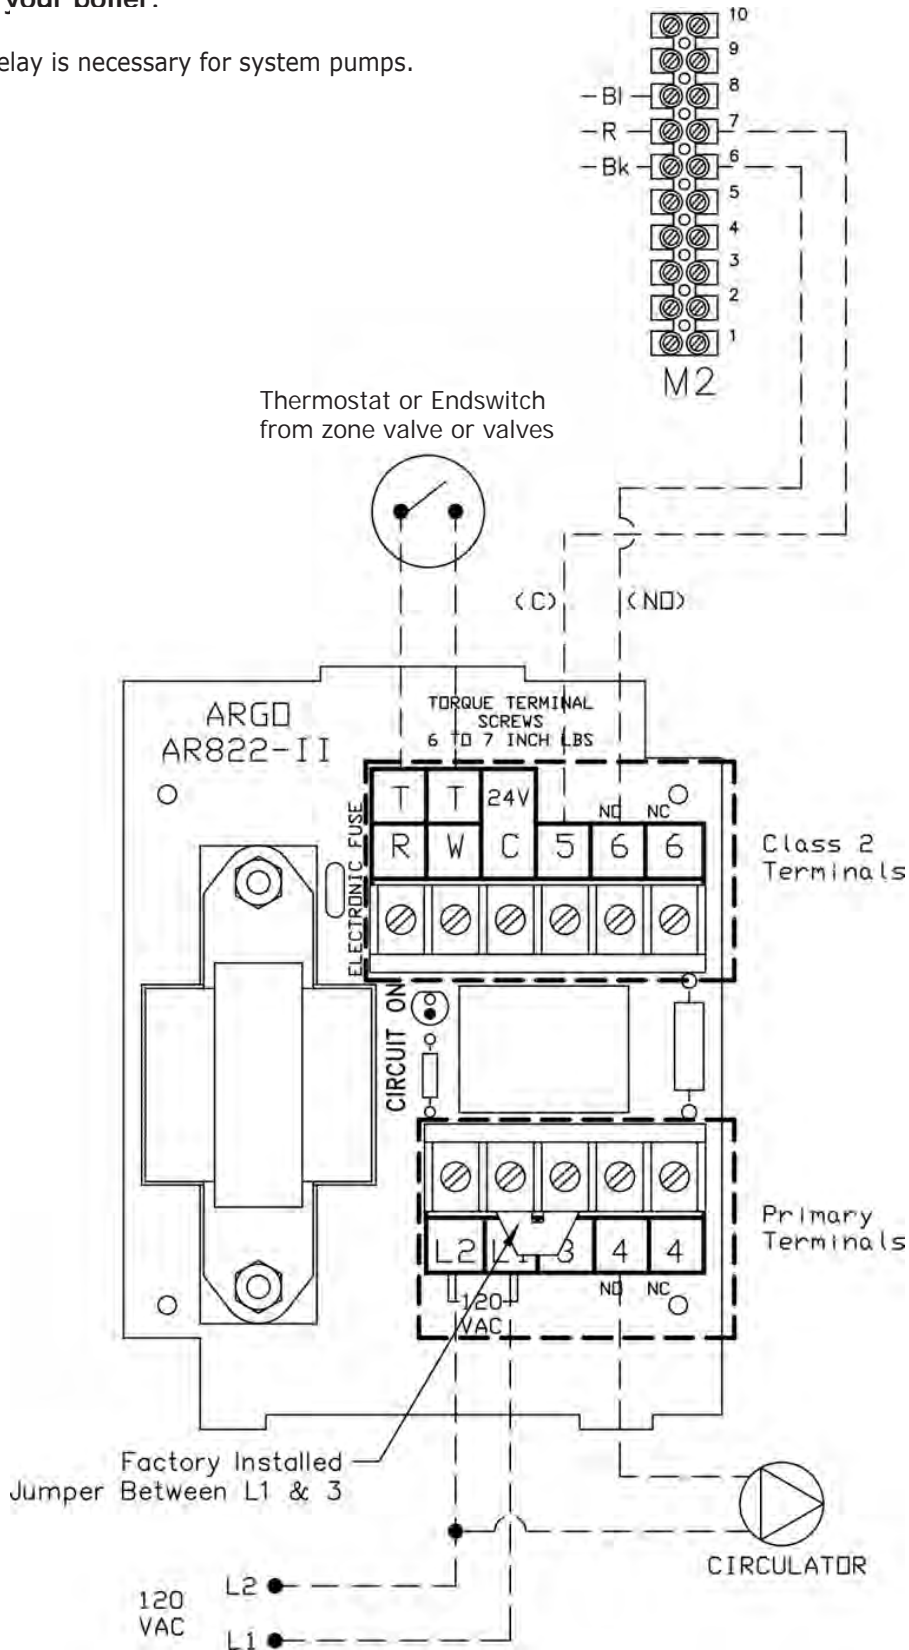 your boiler.
elay is necessary for system pumps.
10
9
8
7
6
5
4
3
2
1
Bl
R
Bk
M2
Thermostat or Endswitch
from zone valve or valves
(C)
(NO)
ARGO
AR822-II
TORQUE TERMINAL
SCREWS
6 TO 7 INCH LBS
T T 24V NO NC
R W C 5 6 6
ELECTRONIC FUSE
Class 2
Terminals
CIRCUIT ON
Primary
Terminals
L2 L1 3 4 4
NO NC
120
VAC
Factory Installed
Jumper Between L1 & 3
CIRCULATOR
120
VAC
L2
L1